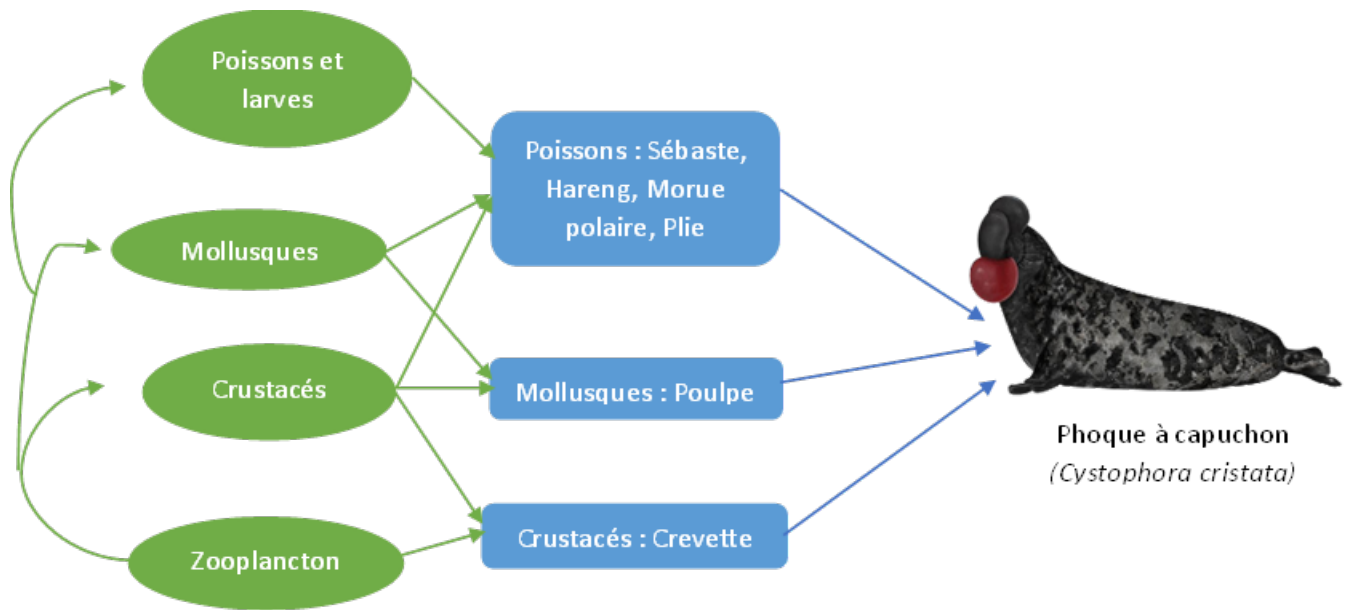 Poissons et
larves
Mollusques
Crustacés
Zooplancton
Poissons : Sébaste,
Hareng, Morue
polaire, Plie
Mollusques : Poulpe
Crustacés : Crevette
Phoque à capuchon
(Cystophora cristata)